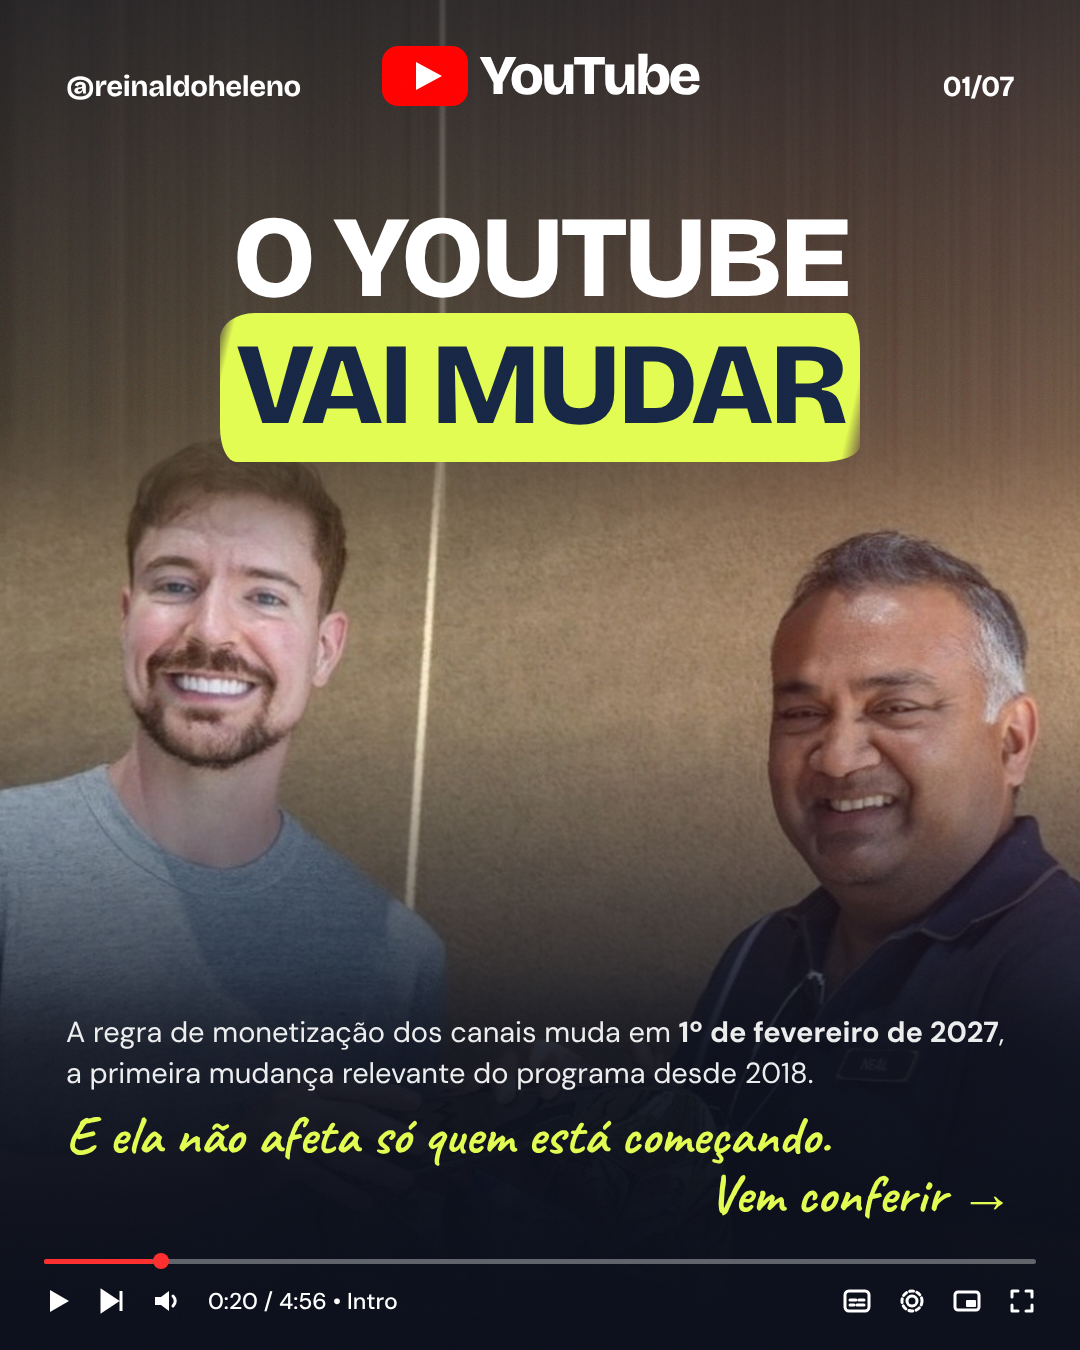 @reinaldoheleno
YouTube
01/07
O YOUTUBE
VAI MUDAR
A regra de monetização dos canais muda em 1º de fevereiro de 2027,
a primeira mudança relevante do programa desde 2018.
NEAL
E ela não afeta só quem está começando.
Vem conferir →
0:20 / 4:56 • Intro